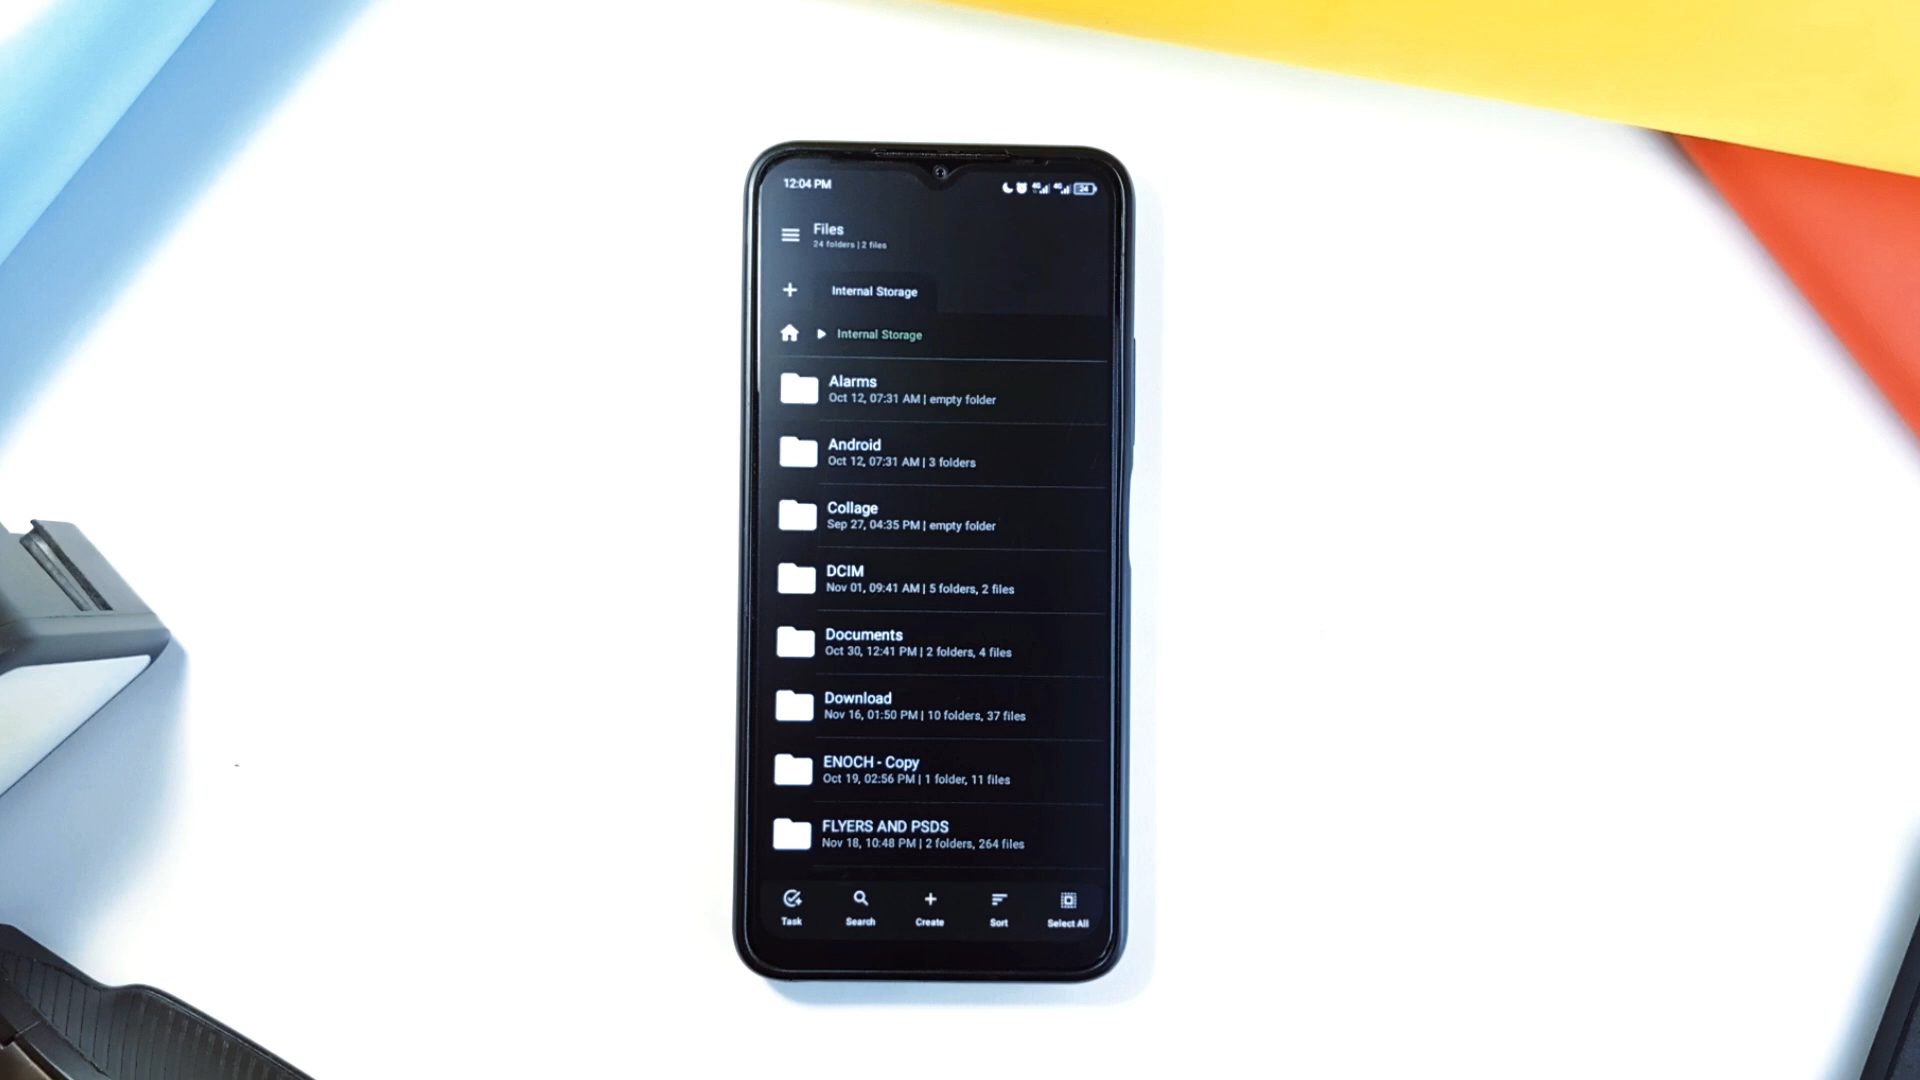 12:04 PM
4G 4G 24
Files
24 folders | 2 files
Internal Storage
Internal Storage
Alarms
Oct 12, 07:31 AM | empty folder
Android
Oct 12, 07:31 AM | 3 folders
Collage
Sep 27, 04:35 PM | empty folder
DCIM
Nov 01, 09:41 AM | 5 folders, 2 files
Documents
Oct 30, 12:41 PM | 2 folders, 4 files
Download
Nov 16, 01:50 PM | 10 folders, 37 files
ENOCH - Copy
Oct 19, 02:56 PM | 1 folder, 11 files
FLYERS AND PSDS
Nov 18, 10:48 PM | 2 folders, 264 files
Task Search Create Sort Select All